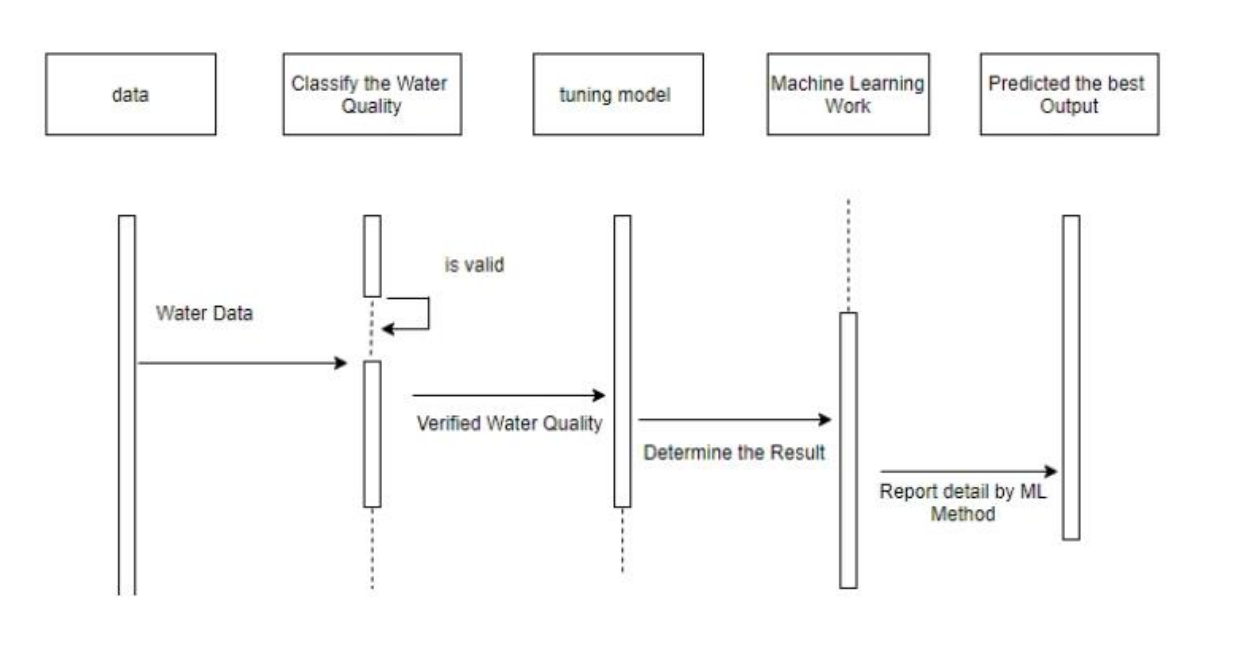 data
Classify the Water
Quality
tuning model
Machine Learning
Work
Predicted the best
Output
is valid
Water Data
Verified Water Quality
Determine the Result
Report detail by ML
Method